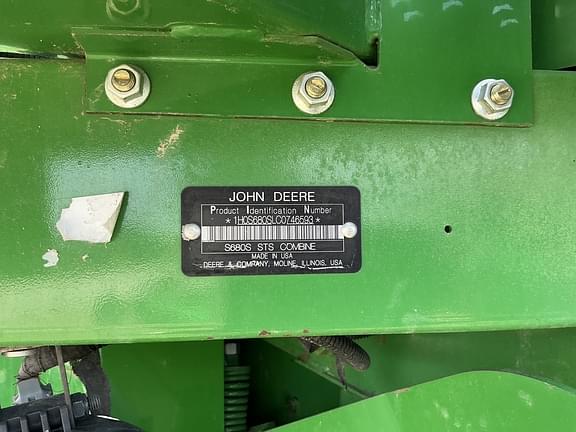 JOHN DEERE
Product Identification Number
*1H0S680SLC0746593*
S680S STS COMBINE
MADE IN USA
DEERE & COMPANY, MOLINE, ILLINOIS, USA